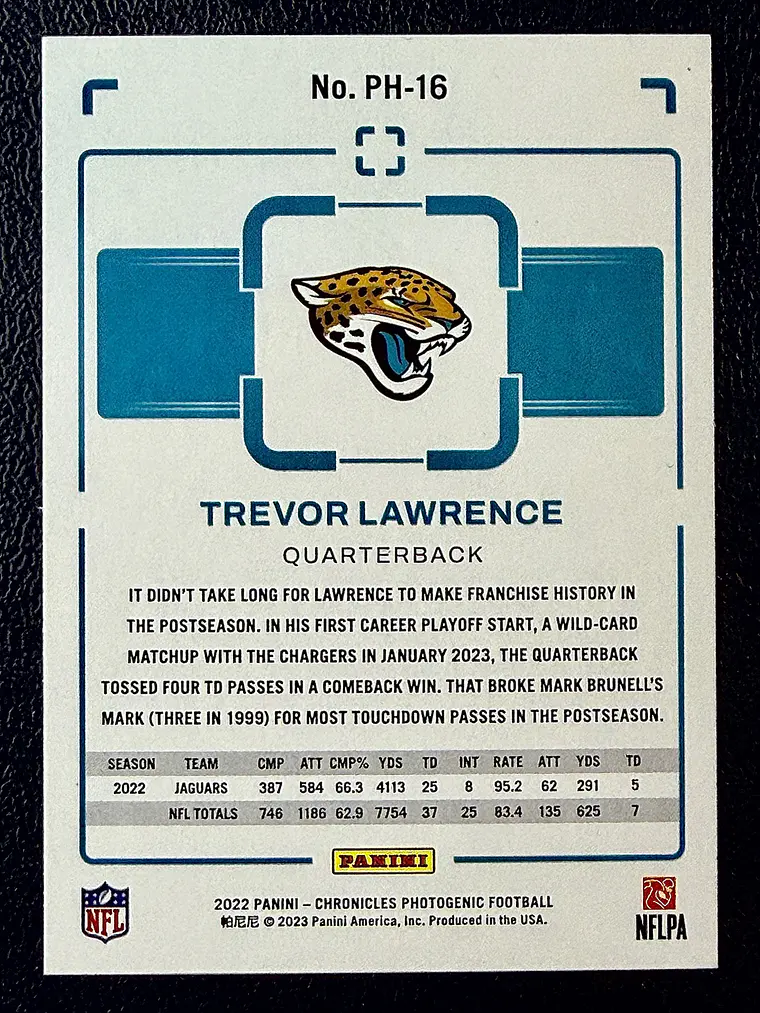 No. PH-16
TREVOR LAWRENCE
QUARTERBACK
IT DIDN'T TAKE LONG FOR LAWRENCE TO MAKE FRANCHISE HISTORY IN
THE POSTSEASON. IN HIS FIRST CAREER PLAYOFF START, A WILD-CARD
MATCHUP WITH THE CHARGERS IN JANUARY 2023, THE QUARTERBACK
TOSSED FOUR TD PASSES IN A COMEBACK WIN. THAT BROKE MARK BRUNELL'S
MARK (THREE IN 1999) FOR MOST TOUCHDOWN PASSES IN THE POSTSEASON.
SEASON TEAM CMP ATT CMP% YDS TD INT RATE ATT YDS TD
2022 JAGUARS 387 584 66.3 4113 25 8 95.2 62 291 5
NFL TOTALS 746 1186 62.9 7754 37 25 83.4 135 625 7
PANINI
NFL
2022 PANINI – CHRONICLES PHOTOGENIC FOOTBALL
帕尼尼 © 2023 Panini America, Inc. Produced in the USA.
NFLPA